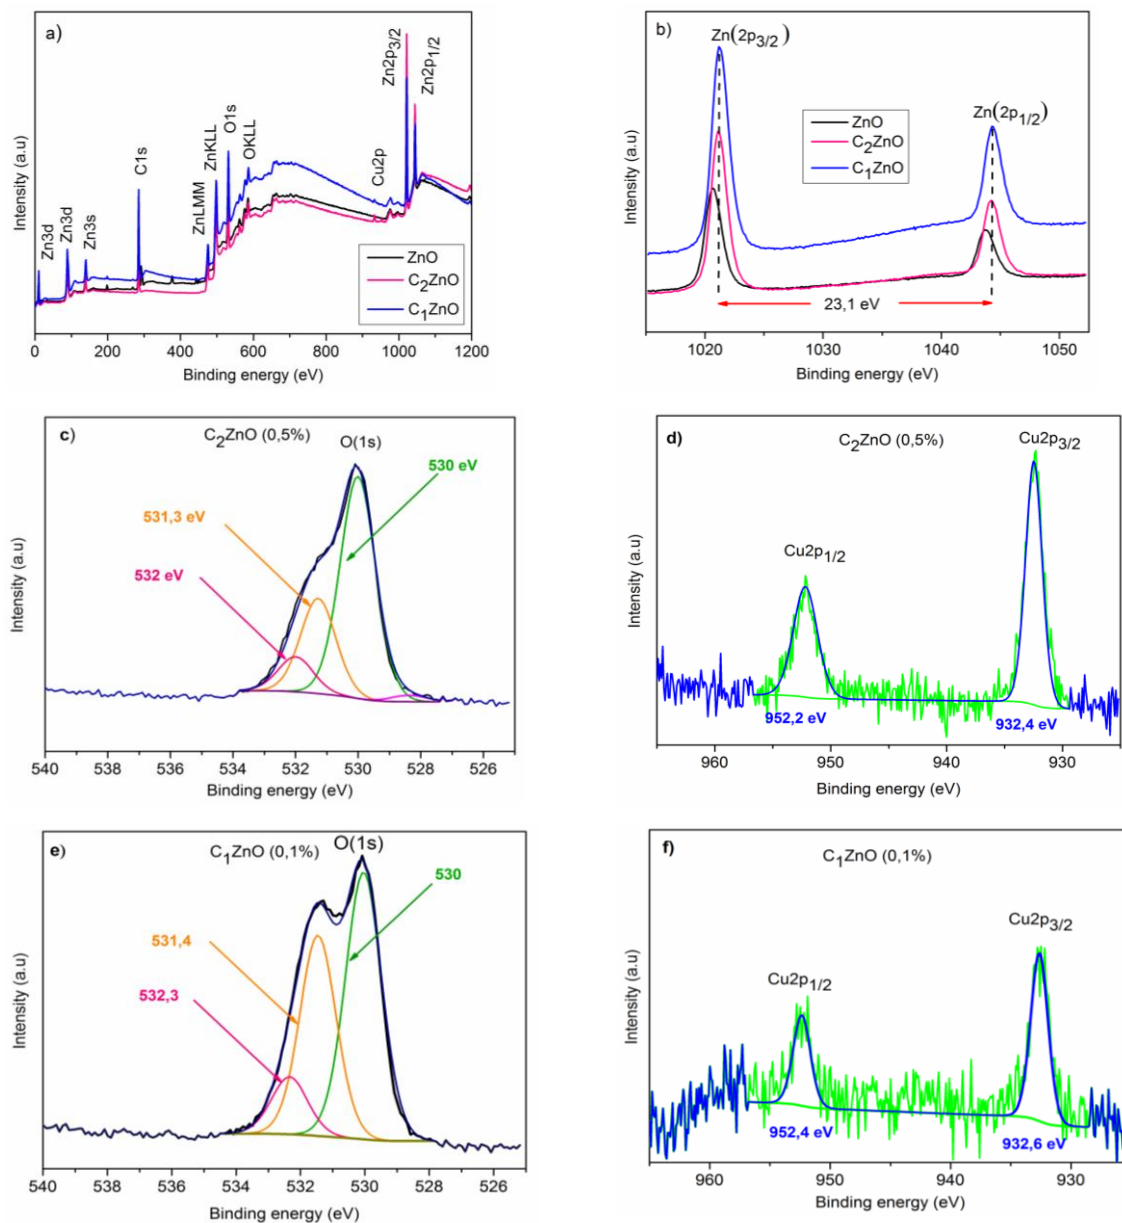 a)
Zn3d
Zn3d
Zn3s
C1s
ZnLMM
ZnKLL
O1s
OKLL
Cu2p
Zn2p3/2
Zn2p1/2
ZnO
C2ZnO
C1ZnO
Intensity (a.u)
0 200 400 600 800 1000 1200
Binding energy (eV)
b)
Zn(2p3/2)
Zn(2p1/2)
ZnO
C2ZnO
C1ZnO
23,1 eV
Intensity (a.u)
1020 1030 1040 1050
Binding energy (eV)
c)
C2ZnO (0,5%)
O(1s)
530 eV
531,3 eV
532 eV
Intensity (a.u)
540 538 536 534 532 530 528 526
Binding energy (eV)
d)
C2ZnO (0,5%)
Cu2p3/2
Cu2p1/2
952,2 eV
932,4 eV
Intensity (a.u)
960 950 940 930
Binding energy (eV)
e)
C1ZnO (0,1%)
O(1s)
530
531,4
532,3
Intensity (a.u)
540 538 536 534 532 530 528 526
Binding energy (eV)
f)
C1ZnO (0,1%)
Cu2p3/2
Cu2p1/2
952,4 eV
932,6 eV
Intensity (a.u)
960 950 940 930
Binding energy (eV)